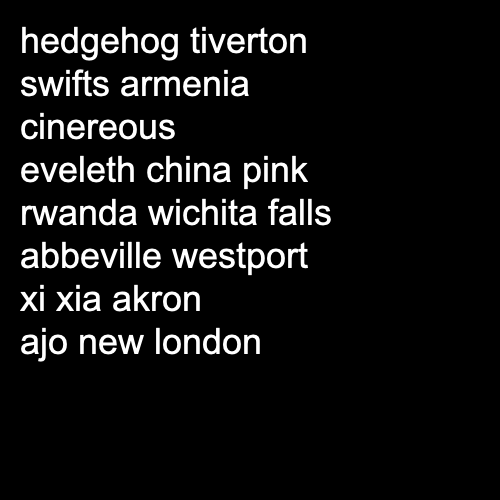 hedgehog tiverton
swifts armenia
cinereous
eveleth china pink
rwanda wichita falls
abbeville westport
xi xia akron
ajo new london